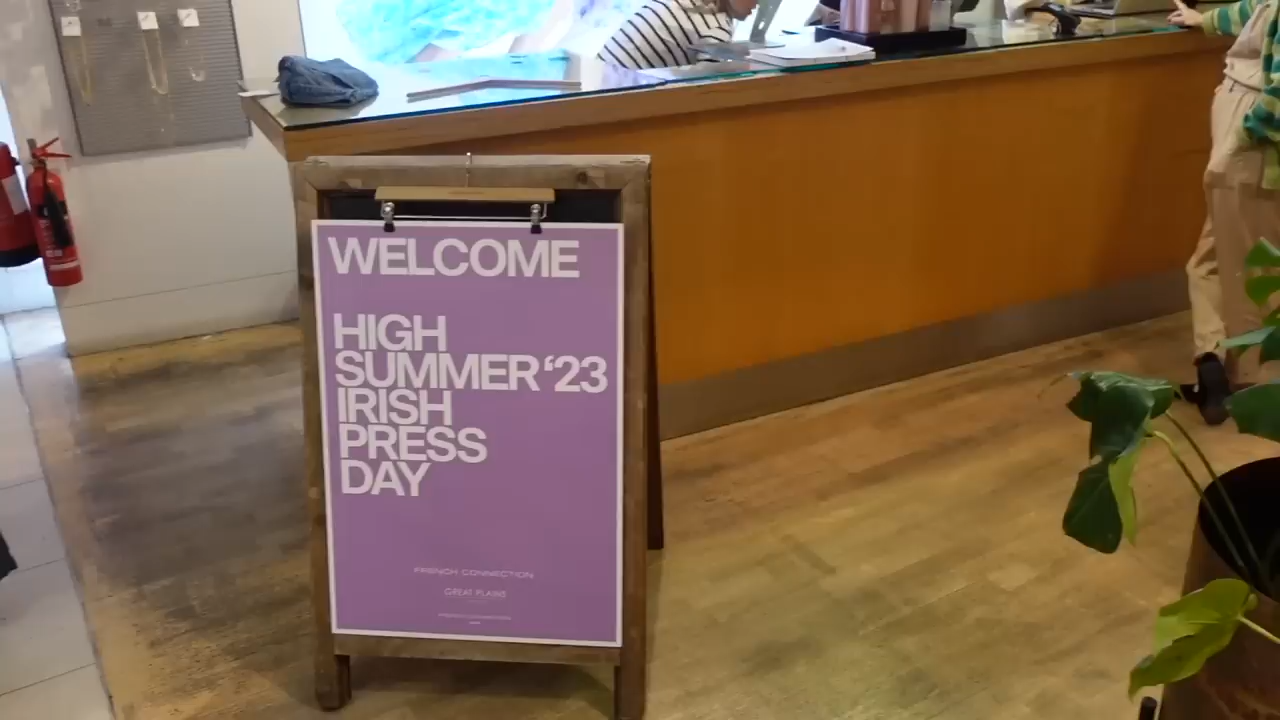 WELCOME
HIGH
SUMMER ‘23
IRISH
PRESS
DAY
FRENCH CONNECTION
GREAT PLAINS